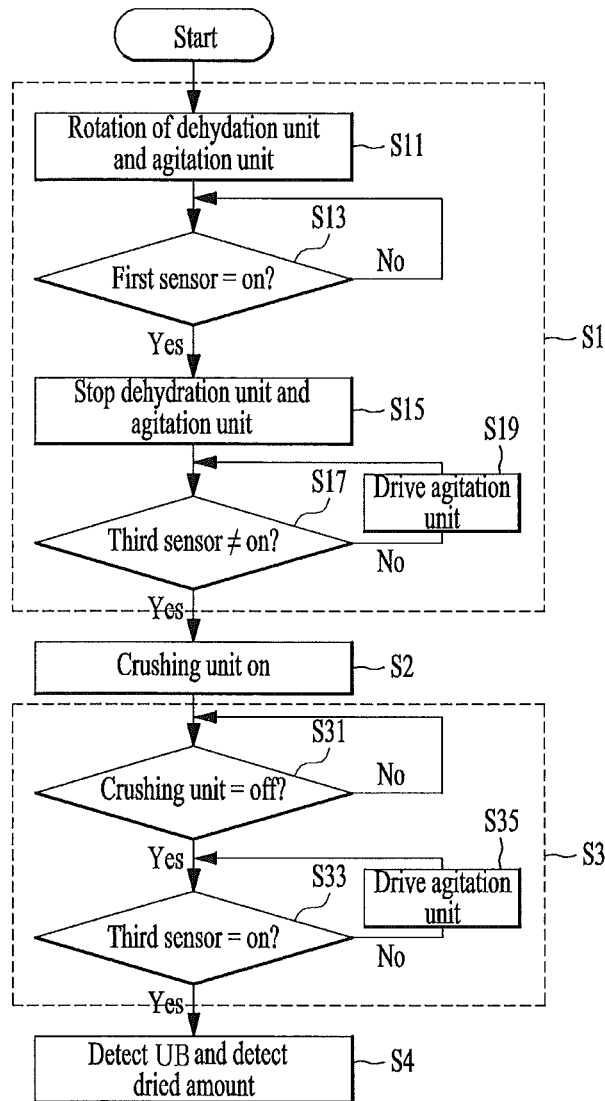 Start
Rotation of dehydation unit
and agitation unit
S11
S13
First sensor = on?
No
Yes
S1
Stop dehydration unit and
agitation unit
S15
S19
Drive agitation
unit
S17
Third sensor ≠ on?
No
Yes
Crushing unit on
S2
S31
Crushing unit = off?
No
Yes
S35
Drive agitation
unit
S3
S33
Third sensor = on?
No
Yes
Detect UB and detect
dried amount
S4